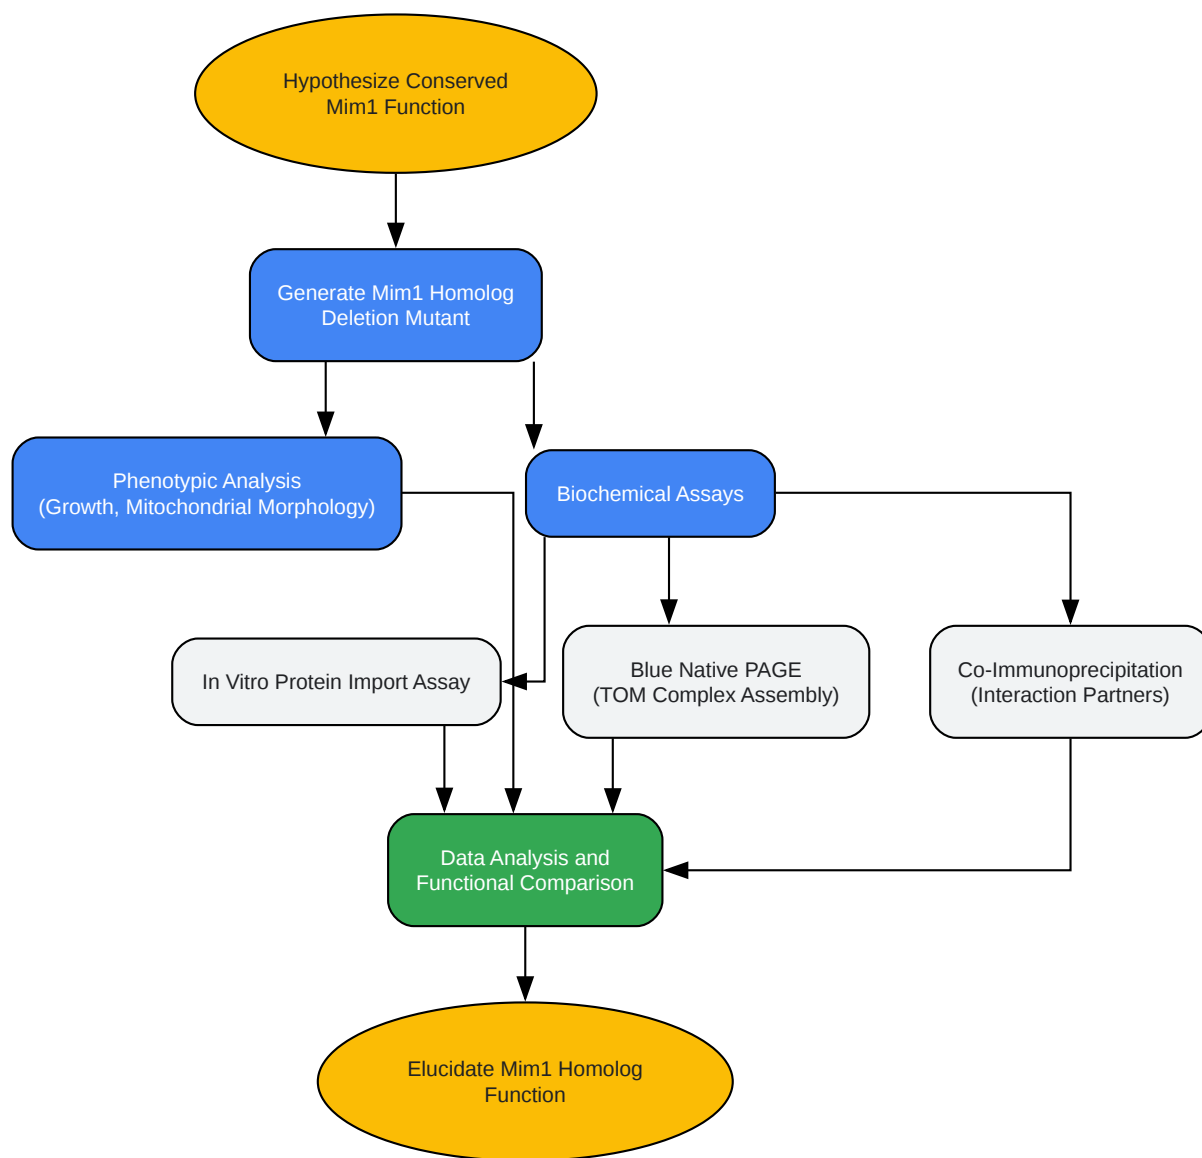 Hypothesize Conserved
Mim1 Function
Generate Mim1 Homolog
Deletion Mutant
Phenotypic Analysis
(Growth, Mitochondrial Morphology)
Biochemical Assays
In Vitro Protein Import Assay
Blue Native PAGE
(TOM Complex Assembly)
Co-Immunoprecipitation
(Interaction Partners)
Data Analysis and
Functional Comparison
Elucidate Mim1 Homolog
Function